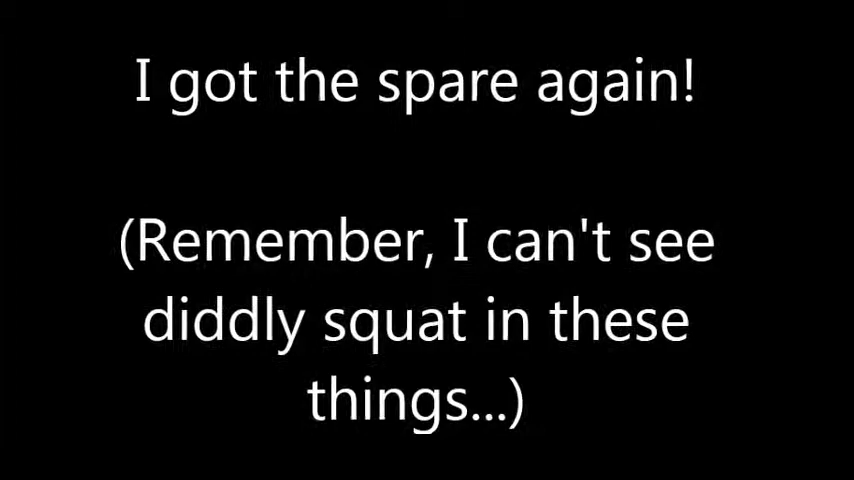 I got the spare again!
(Remember, I can't see
diddly squat in these
things...)